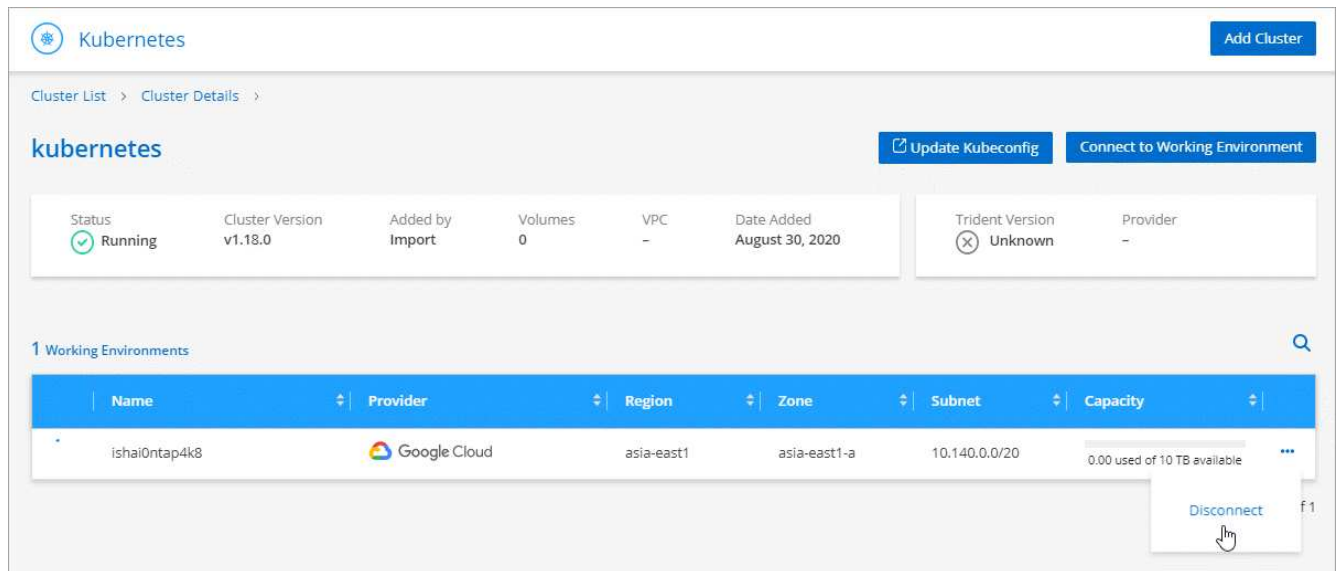 Kubernetes
Add Cluster
Cluster List > Cluster Details >
kubernetes
Update Kubeconfig
Connect to Working Environment
Status Cluster Version Added by Volumes VPC Date Added Trident Version Provider
Running v1.18.0 Import 0 – August 30, 2020 Unknown –
1 Working Environments
Name Provider Region Zone Subnet Capacity
ishai0ntap4k8 Google Cloud asia-east1 asia-east1-a 10.140.0.0/20 0.00 used of 10 TB available
Disconnect
f 1